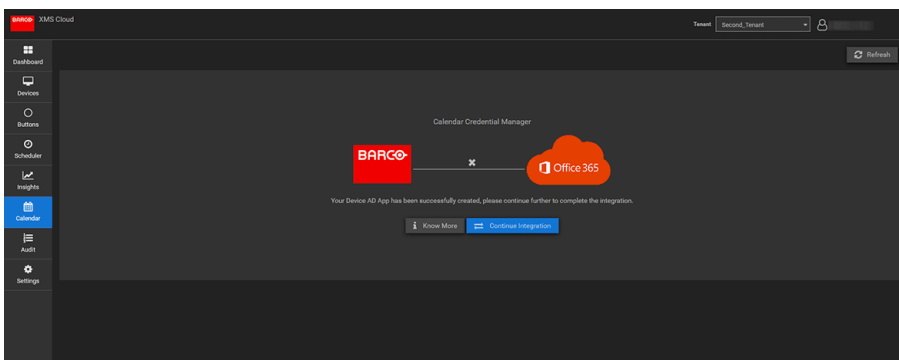 BARCO XMS Cloud
Tenant Second_Tenant
Refresh
Dashboard
Devices
Buttons
Scheduler
Insights
Calendar
Audit
Settings
Calendar Credential Manager
BARCO
Office 365
Your Device AD App has been successfully created, please continue further to complete the integration.
Know More
Continue Integration